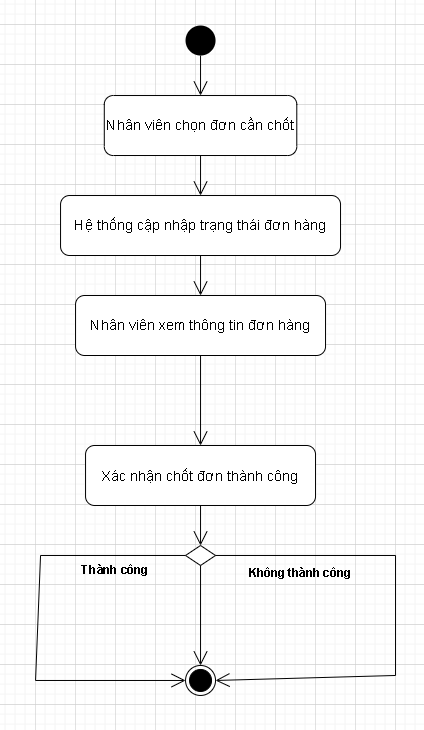 Nhân viên chọn đơn cần chốt
Hệ thống cập nhập trạng thái đơn hàng
Nhân viên xem thông tin đơn hàng
Xác nhận chốt đơn thành công
Thành công
Không thành công